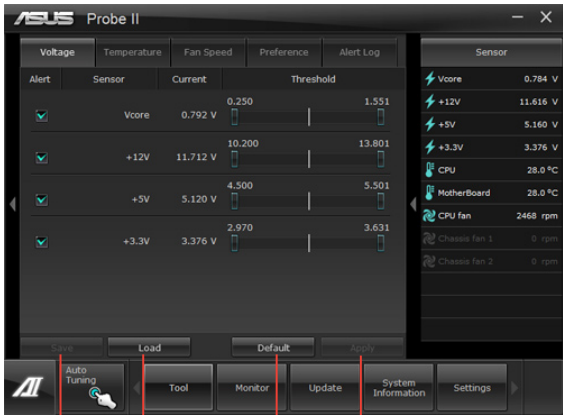 ASUS Probe II
Voltage Temperature Fan Speed Preference Alert Log
Alert Sensor Current Threshold
Vcore 0.792 V 0.250 1.551
+12V 11.712 V 10.200 13.801
+5V 5.120 V 4.500 5.501
+3.3V 3.376 V 2.970 3.631
Save Load Default Apply
Sensor
Vcore 0.784 V
+12V 11.616 V
+5V 5.160 V
+3.3V 3.376 V
CPU 28.0 ºC
MotherBoard 28.0 ºC
CPU fan 2468 rpm
Chassis fan 1 0 rpm
Chassis fan 2 0 rpm
Auto
Tuning
Tool Monitor Update System
Information Settings